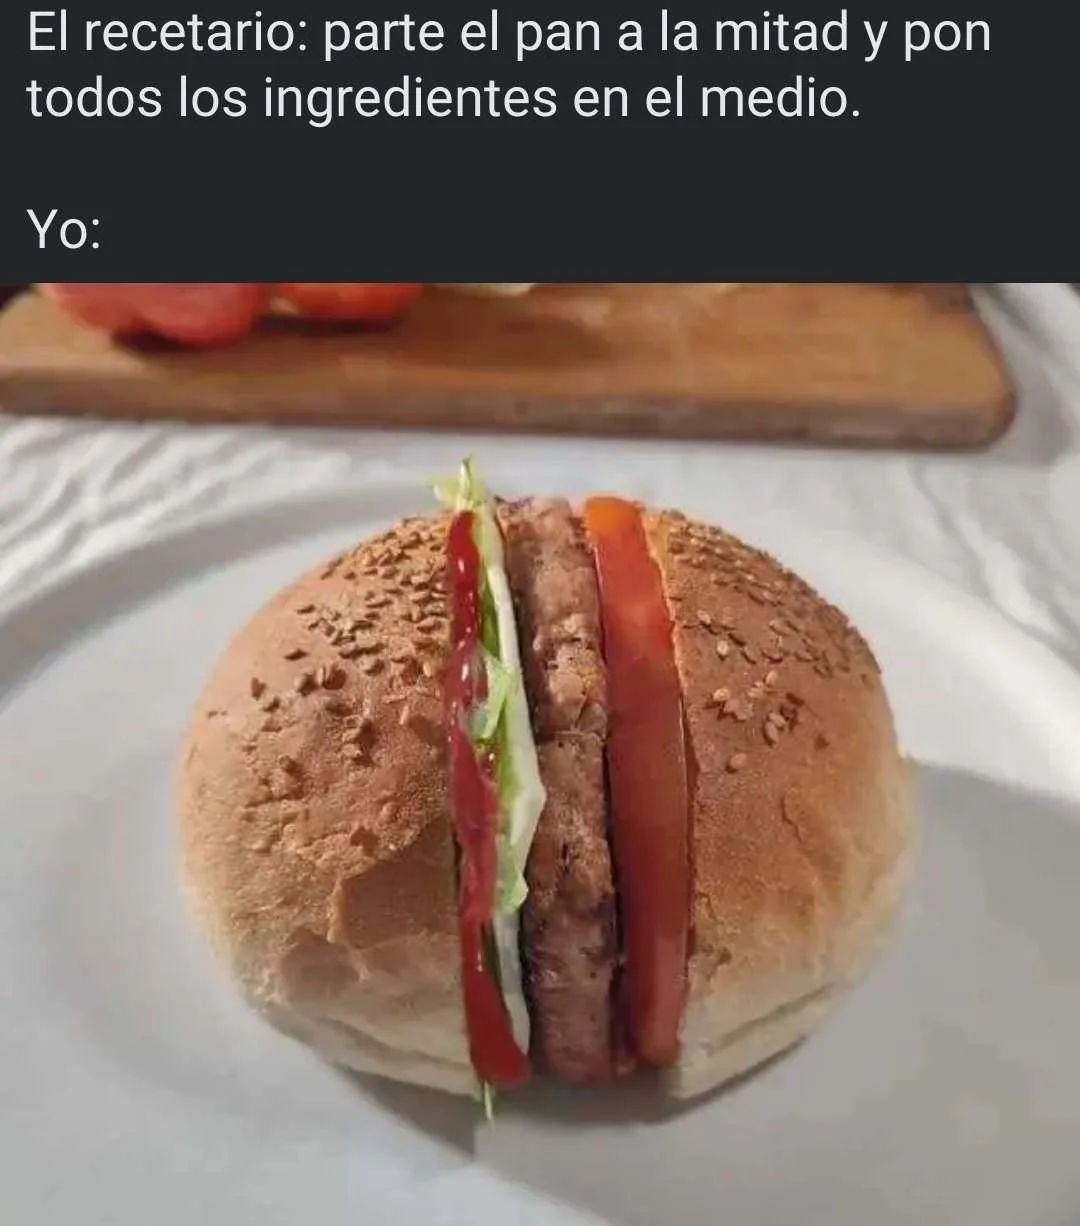 El recetario: parte el pan a la mitad y pon
todos los ingredientes en el medio.
Yo: